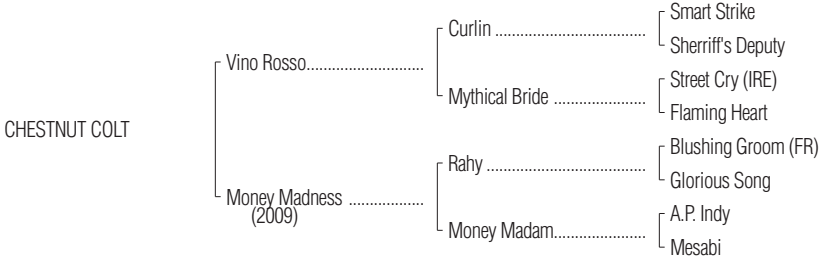 Smart Strike
Curlin ....................................
Sherriff's Deputy
Vino Rosso...........................
Street Cry (IRE)
Mythical Bride ......................
Flaming Heart
CHESTNUT COLT
Blushing Groom (FR)
Rahy ......................................
Glorious Song
Money Madness ..................
(2009)
A.P. Indy
Money Madam......................
Mesabi